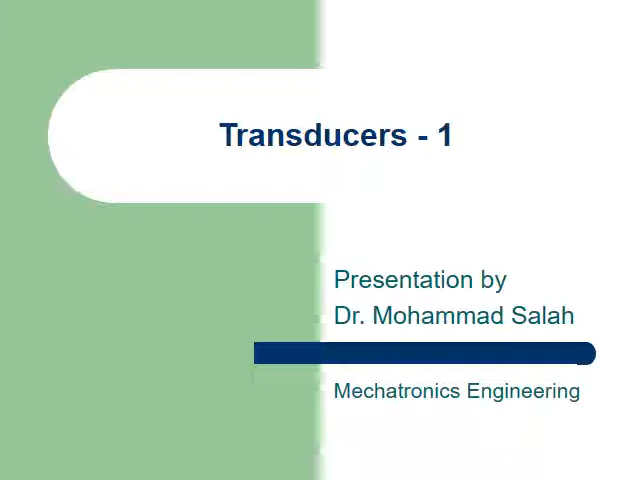 Transducers - 1
Presentation by
Dr. Mohammad Salah
Mechatronics Engineering